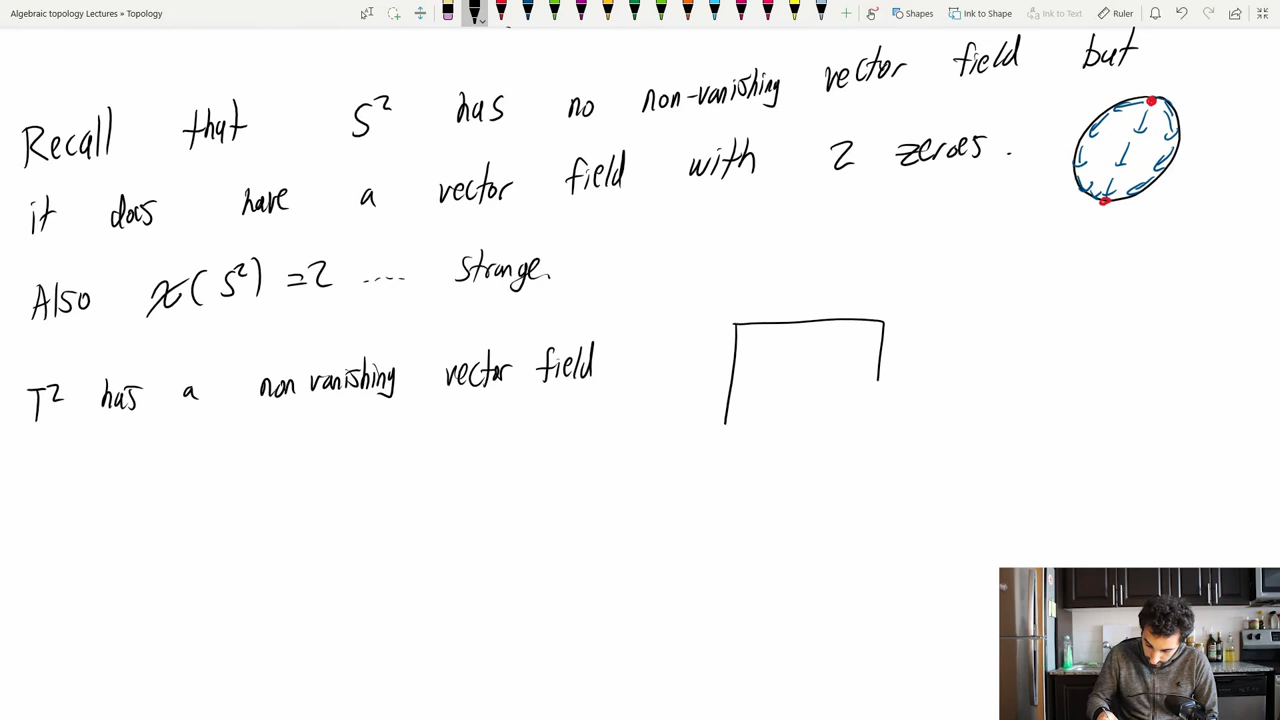 Algebraic topology Lectures » Topology
Shapes
Ink to Shape
Ink to Text
Ruler
Recall that S² has no non-vanishing vector field but
it does have a vector field with 2 zeroes.
Also χ(S²) = 2 .... strange.
T² has a non vanishing vector field